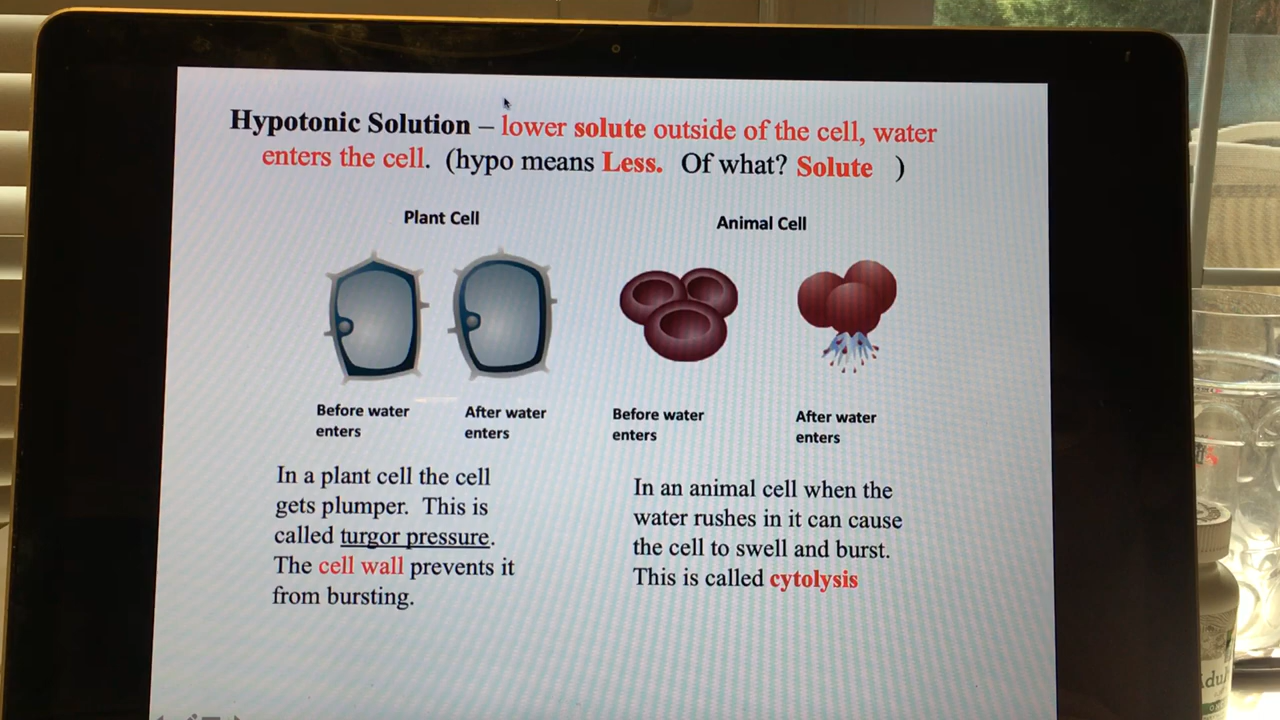 Hypotonic Solution – lower solute outside of the cell, water
enters the cell. (hypo means Less. Of what? Solute )
Plant Cell
Animal Cell
Before water
enters
After water
enters
Before water
enters
After water
enters
In a plant cell the cell
gets plumper. This is
called turgor pressure.
The cell wall prevents it
from bursting.
In an animal cell when the
water rushes in it can cause
the cell to swell and burst.
This is called cytolysis